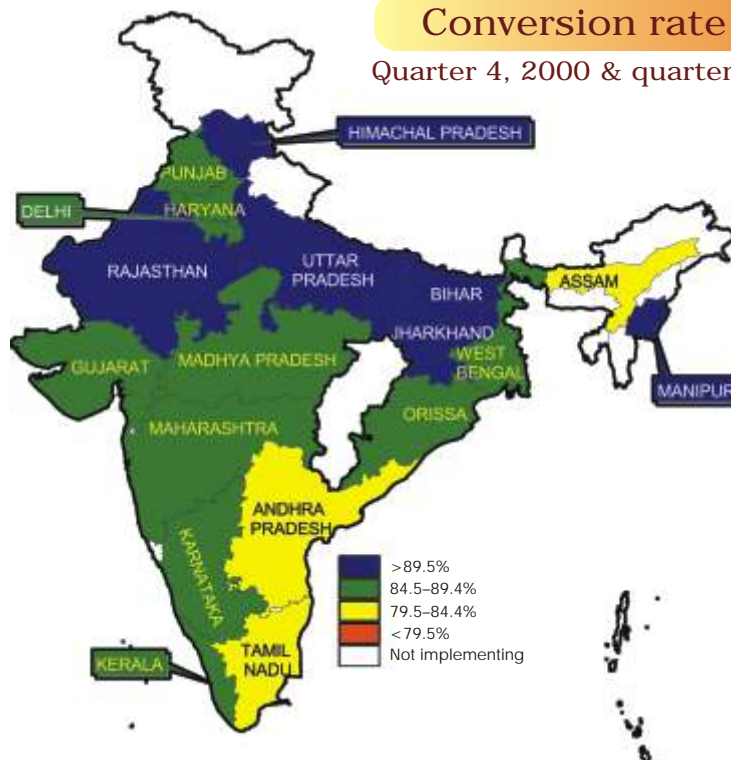 Conversion rate
Quarter 4, 2000 & quarter
HIMACHAL PRADESH
PUNJAB
DELHI
HARYANA
RAJASTHAN
UTTAR
PRADESH
BIHAR
ASSAM
JHARKHAND
WEST
BENGAL
GUJARAT
MADHYA PRADESH
MANIPUR
ORISSA
MAHARASHTRA
ANDHRA
PRADESH
KARNATAKA
>89.5%
84.5–89.4%
79.5–84.4%
<79.5%
Not implementing
TAMIL
NADU
KERALA